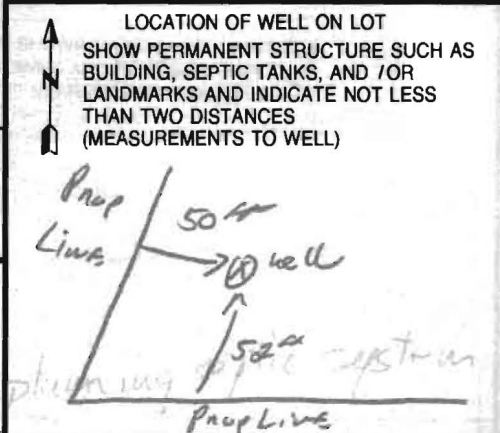 LOCATION OF WELL ON LOT
SHOW PERMANENT STRUCTURE SUCH AS
BUILDING, SEPTIC TANKS, AND /OR
LANDMARKS AND INDICATE NOT LESS
THAN TWO DISTANCES
(MEASUREMENTS TO WELL)
N
Prop
Line
50 ft
well
52 ft
system
Prop Line